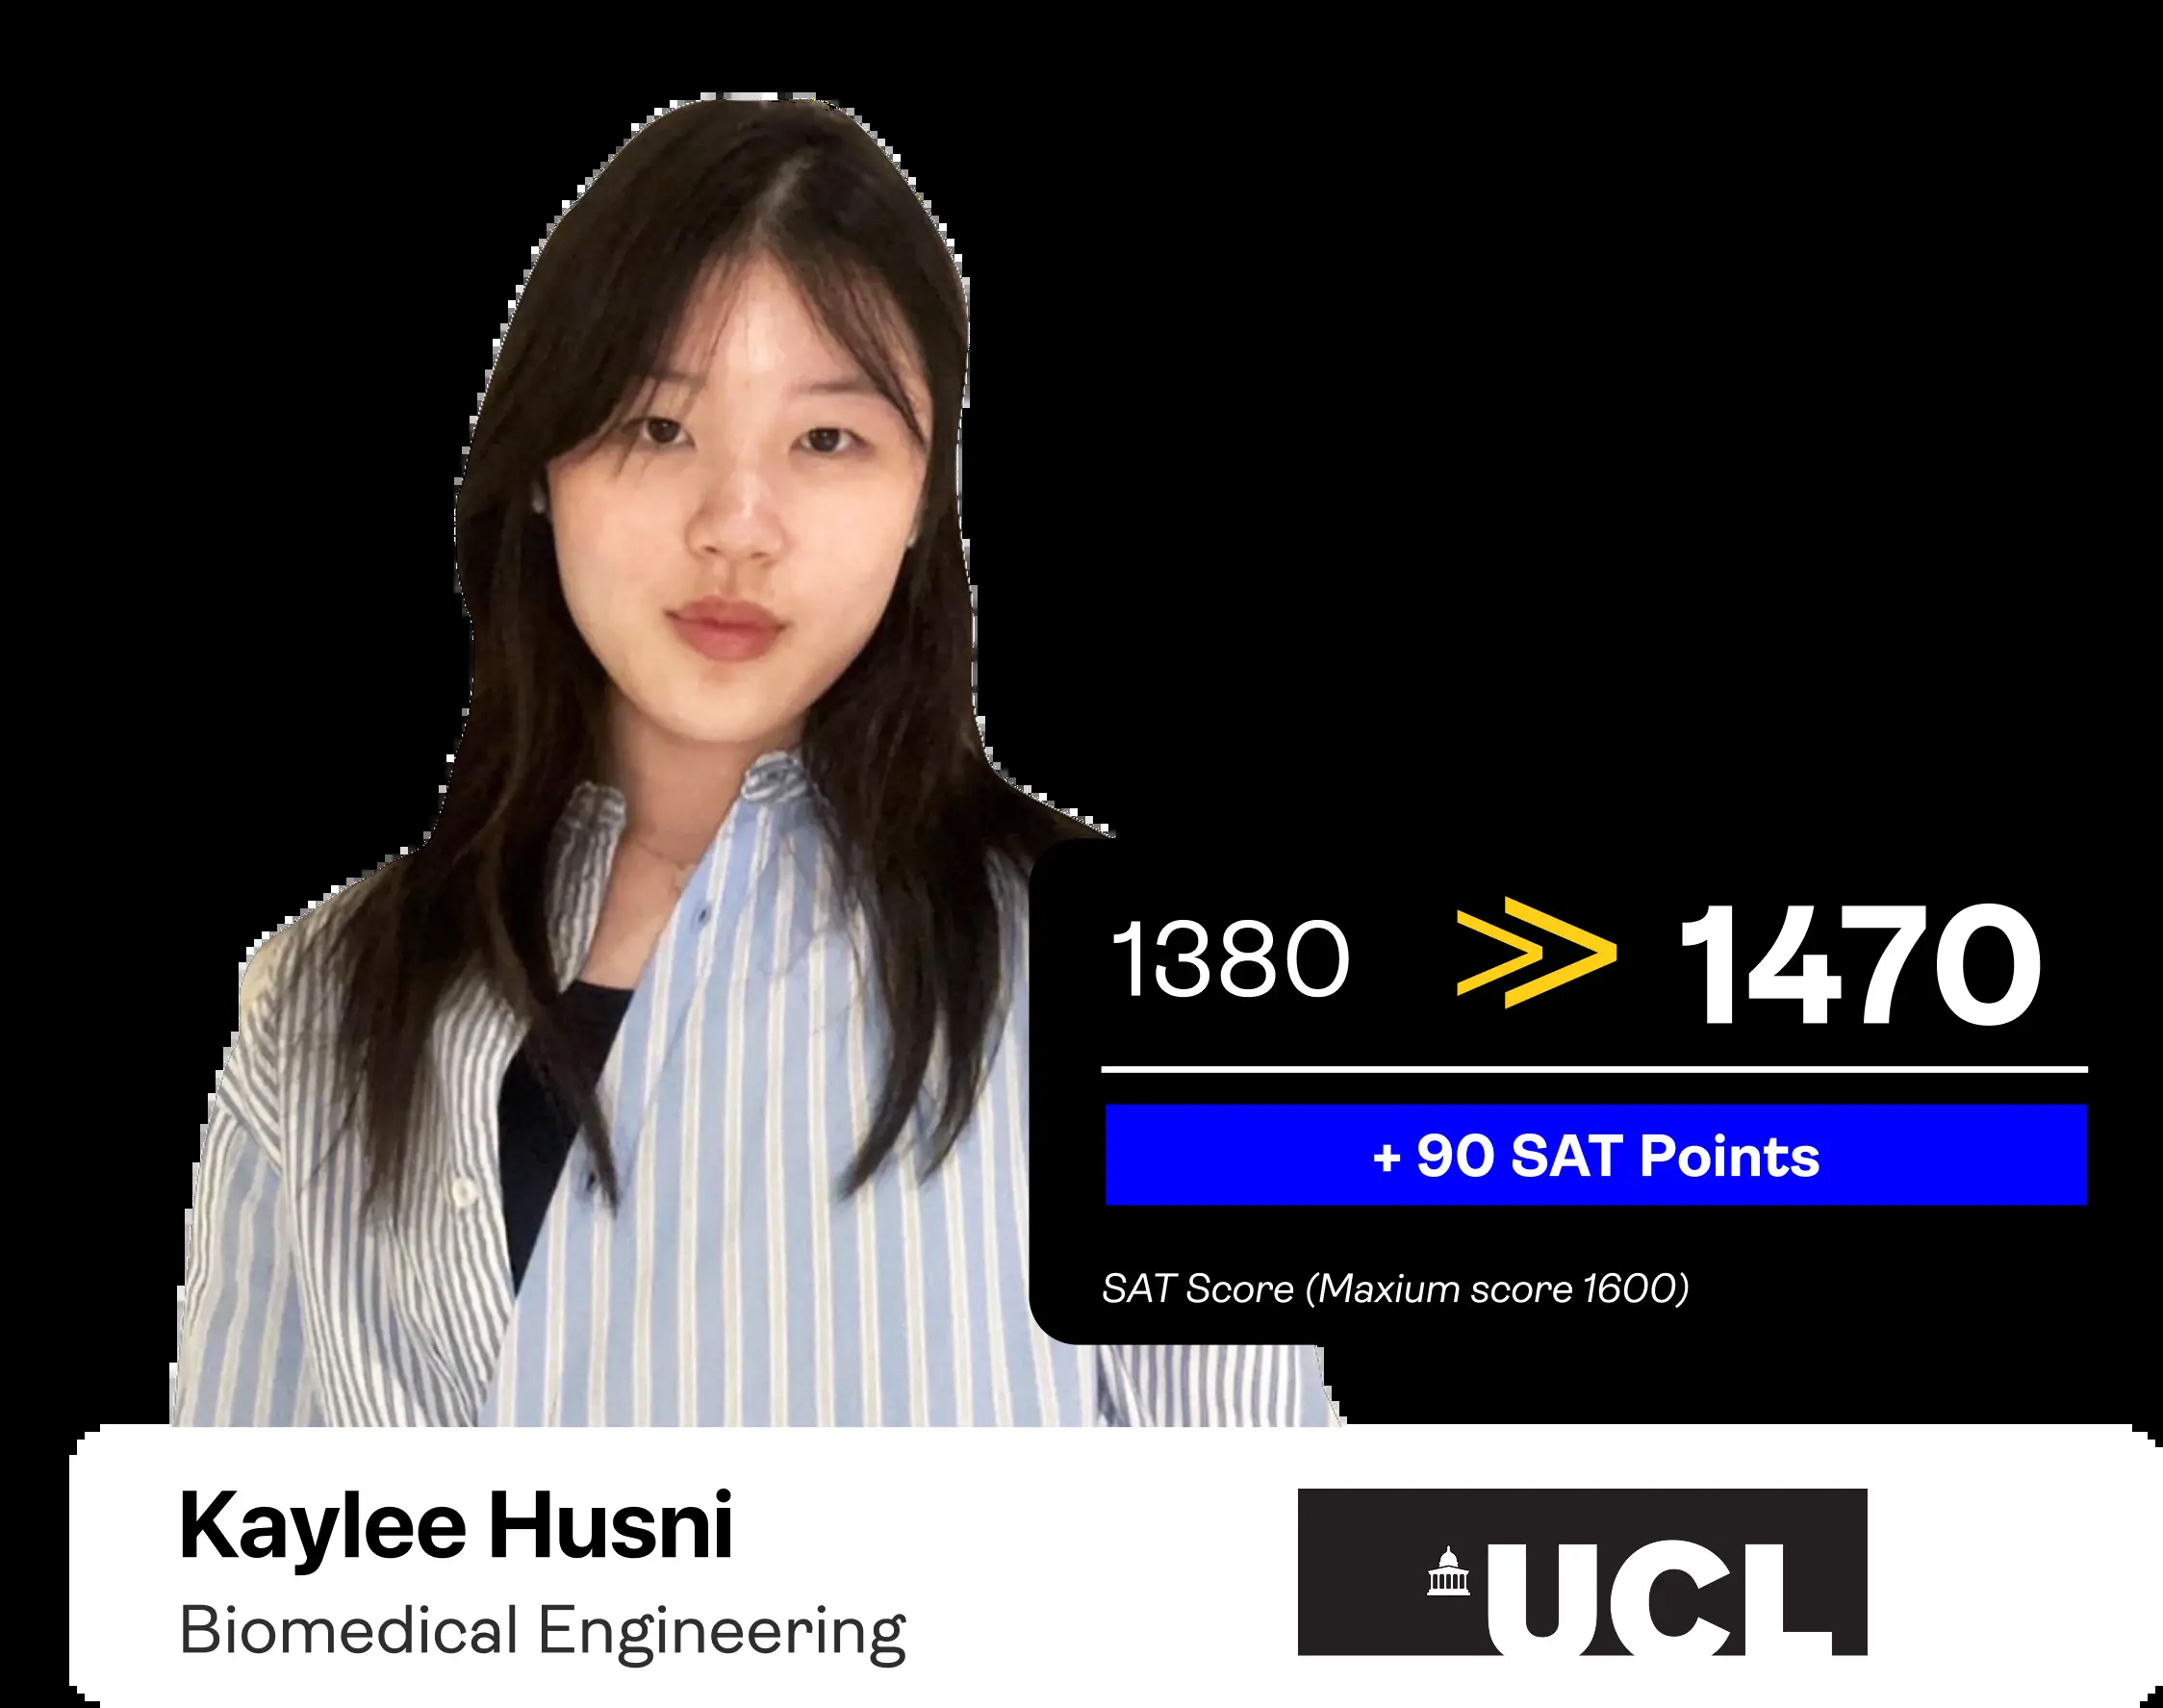 1380 >> 1470
+ 90 SAT Points
SAT Score (Maxium score 1600)
Kaylee Husni
Biomedical Engineering
UCL